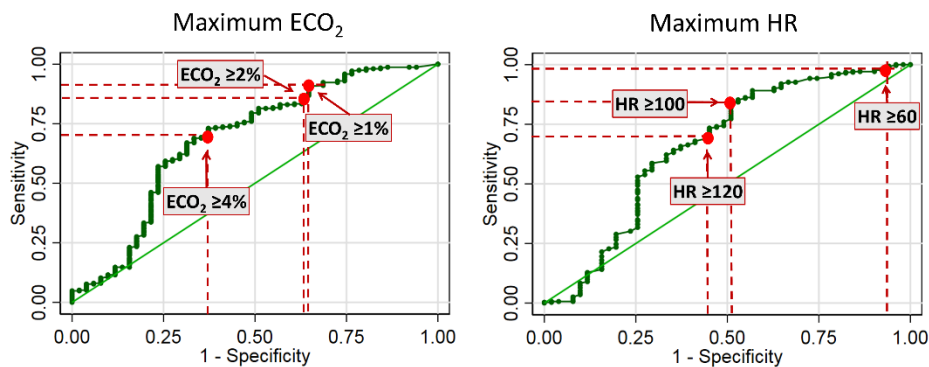 Maximum ECO₂
Sensitivity
0.00
0.25
0.50
0.75
1.00
ECO₂ ≥2%
ECO₂ ≥1%
ECO₂ ≥4%
0.00 0.25 0.50 0.75 1.00
1 - Specificity
Maximum HR
Sensitivity
0.00
0.25
0.50
0.75
1.00
HR ≥100
HR ≥60
HR ≥120
0.00 0.25 0.50 0.75 1.00
1 - Specificity